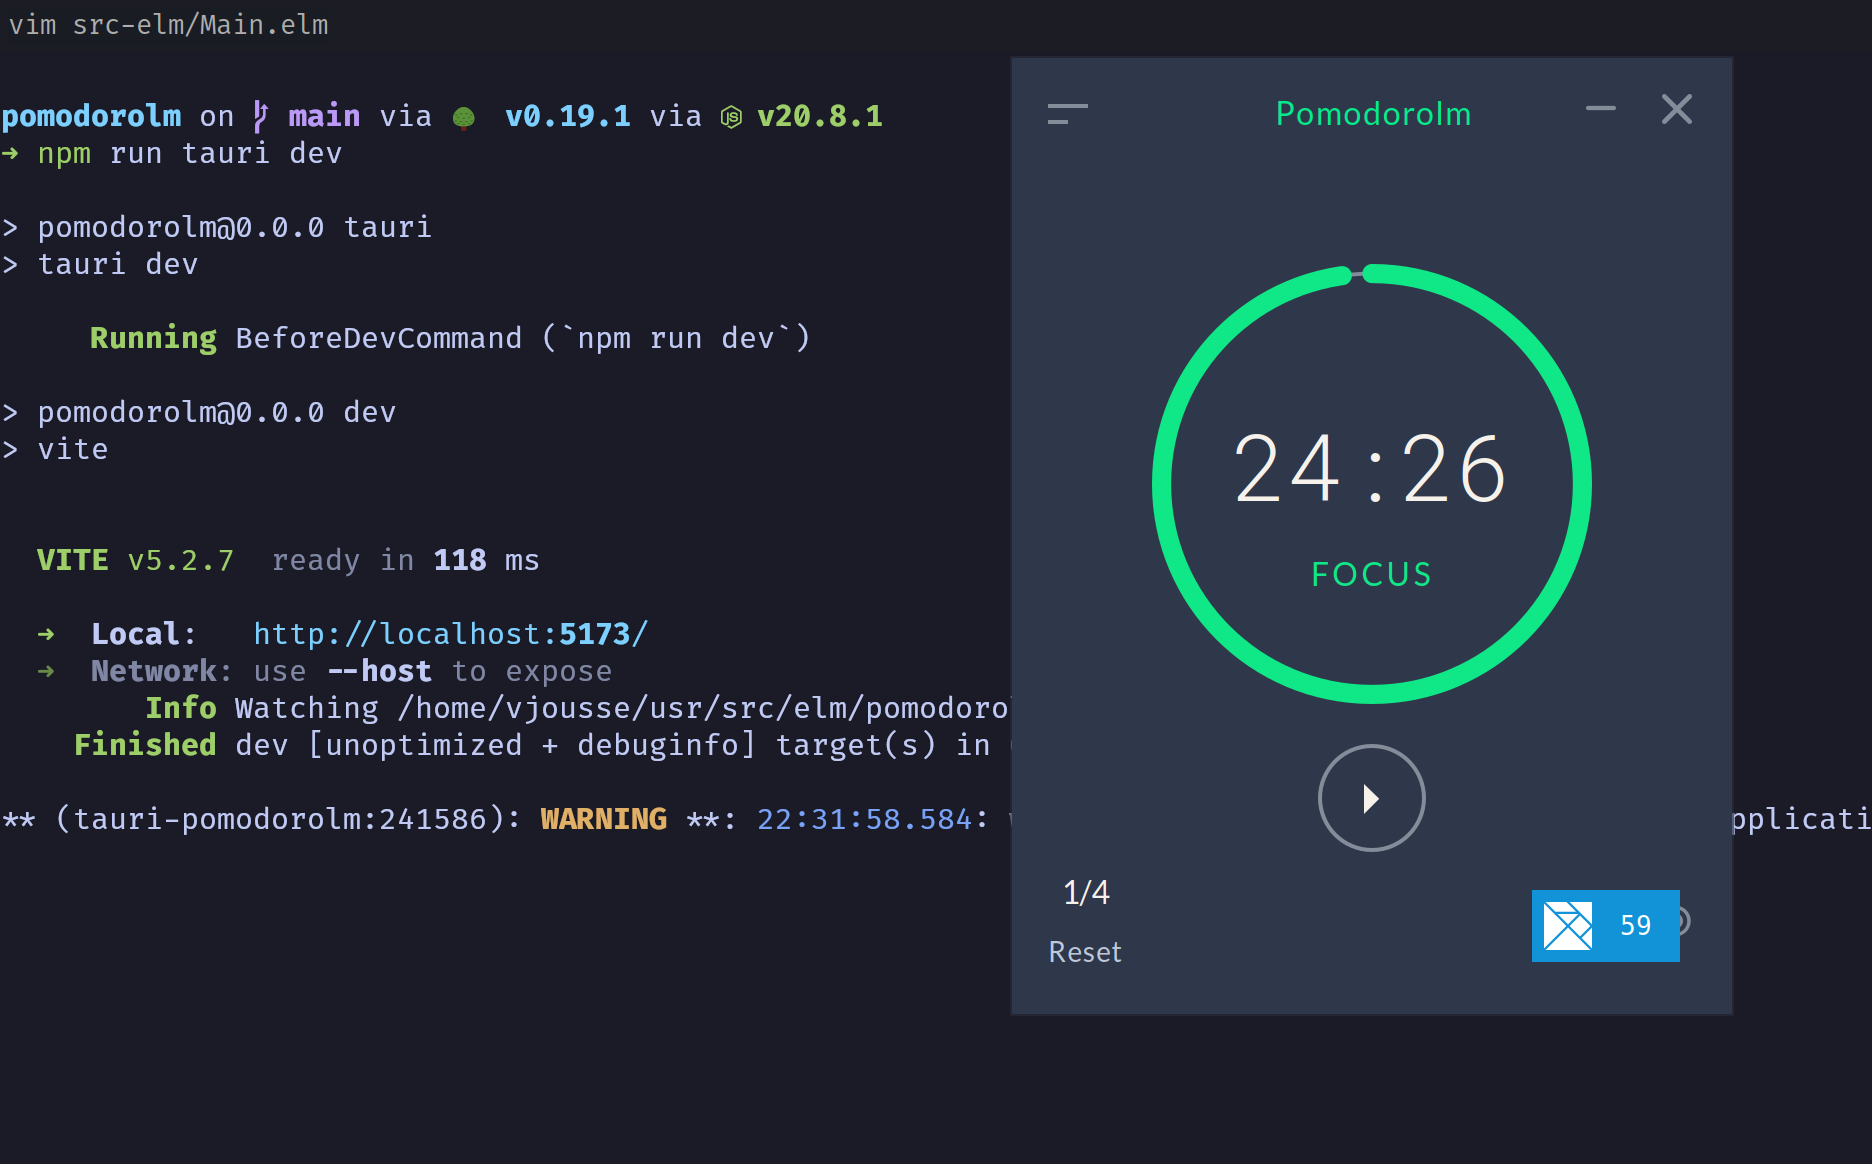 vim src-elm/Main.elm
pomodorolm on main via v0.19.1 via v20.8.1
→ npm run tauri dev
> pomodorolm@0.0.0 tauri
> tauri dev
Running BeforeDevCommand (`npm run dev`)
> pomodorolm@0.0.0 dev
> vite
VITE v5.2.7 ready in 118 ms
→ Local: http://localhost:5173/
→ Network: use --host to expose
Info Watching /home/vjousse/usr/src/elm/pomodorol
Finished dev [unoptimized + debuginfo] target(s) in
** (tauri-pomodorolm:241586): WARNING **: 22:31:58.584: pplicati
Pomodorolm
24:26
FOCUS
1/4
Reset
59